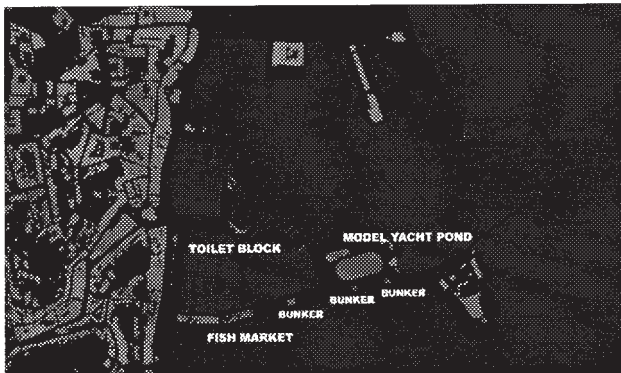 MODEL YACHT POND
TOILET BLOCK
BUNKER
BUNKER
BUNKER
FISH MARKET